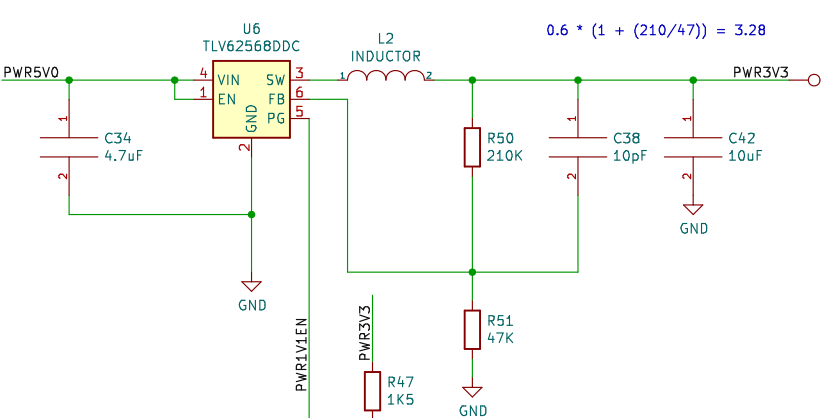 U6
TLV62568DDC
0.6 * (1 + (210/47)) = 3.28
L2
INDUCTOR
PWR5V0
4
VIN
SW
3
1
2
PWR3V3
1
EN
FB
6
GND
PG
5
2
1
C34
4.7uF
2
R50
210K
1
C38
10pF
2
1
C42
10uF
2
GND
GND
PWR1V1EN
PWR3V3
R51
47K
R47
1K5
GND